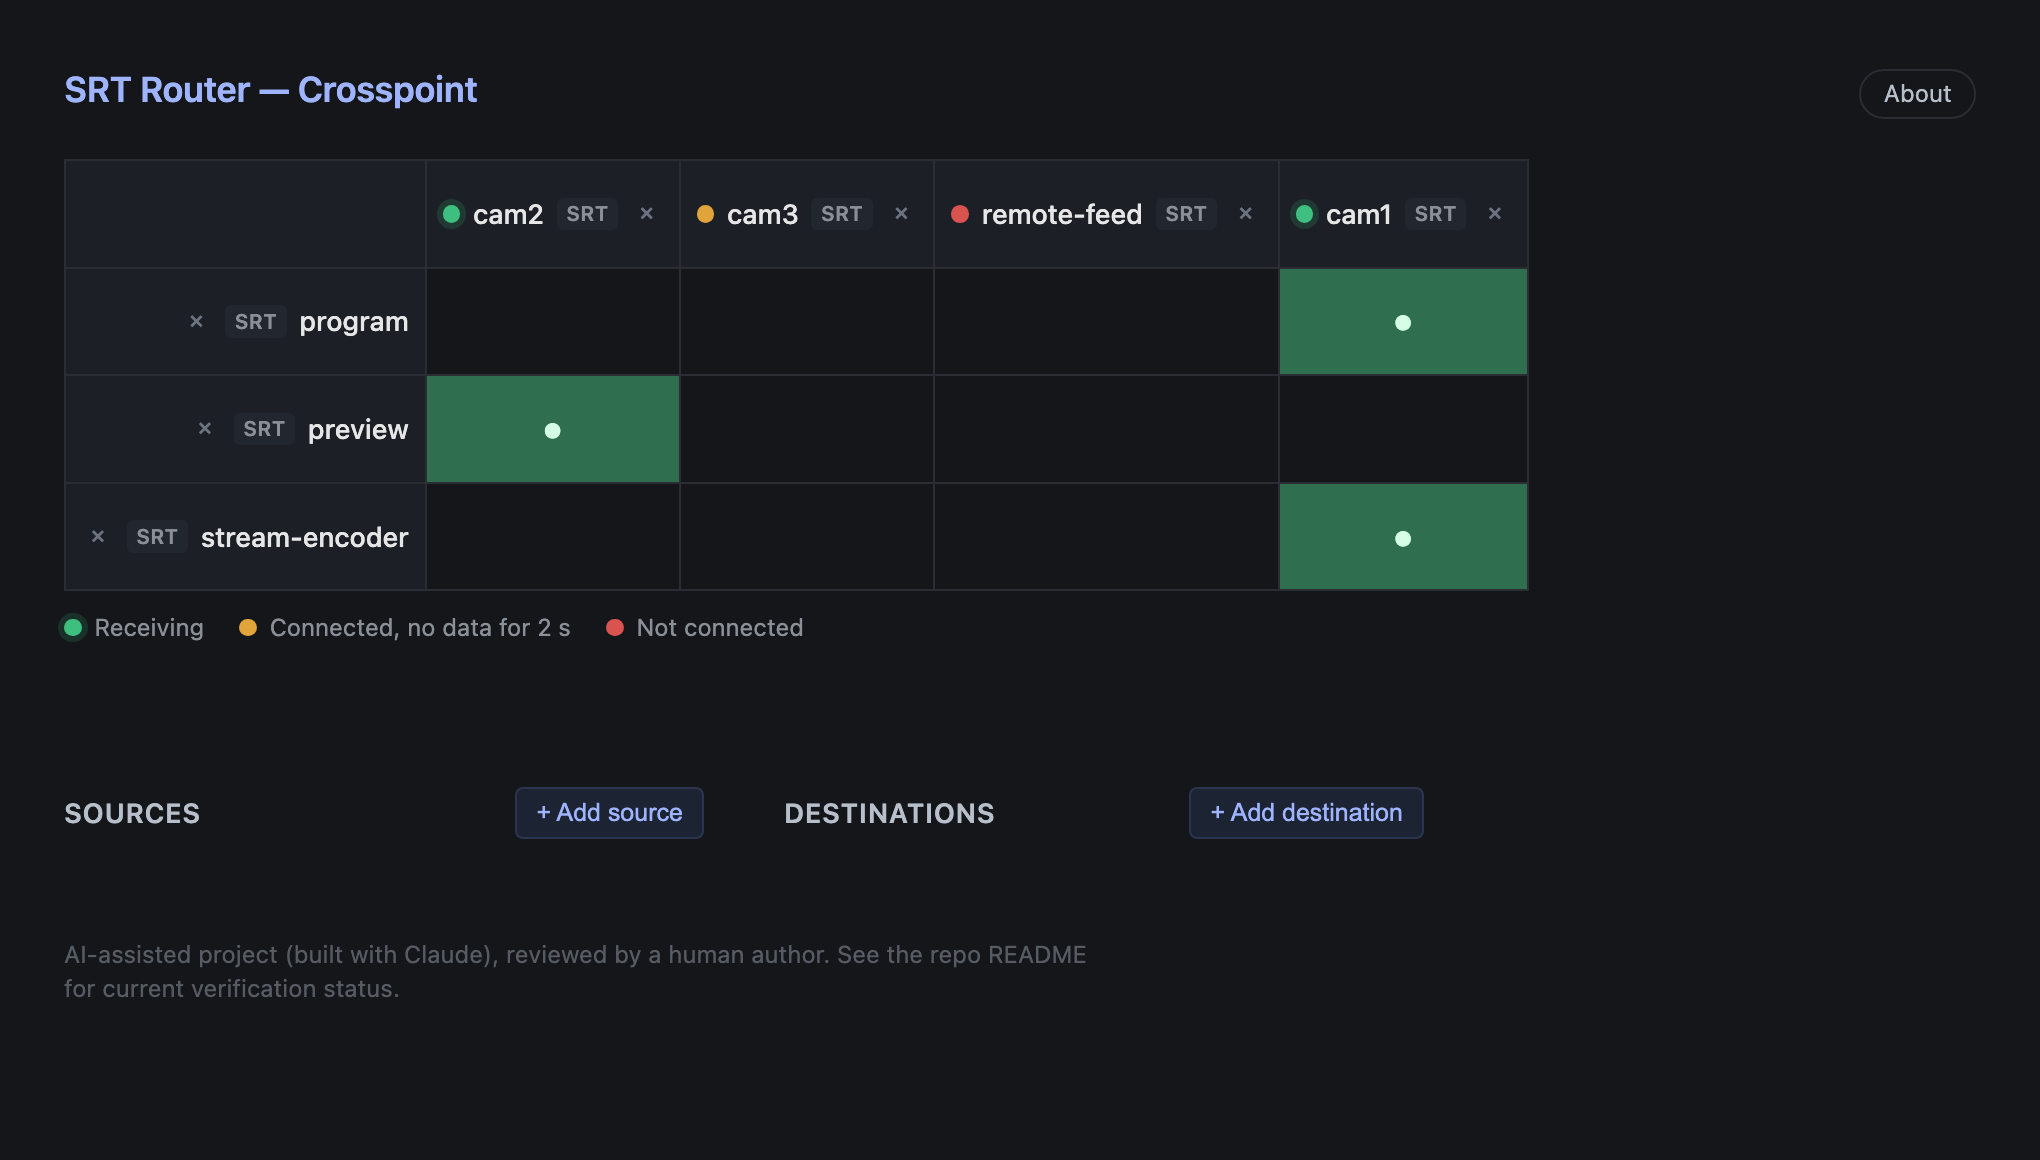 SRT Router — Crosspoint
About
cam2 SRT ×
cam3 SRT ×
remote-feed SRT ×
cam1 SRT ×
× SRT program
× SRT preview
× SRT stream-encoder
Receiving
Connected, no data for 2 s
Not connected
SOURCES
+ Add source
DESTINATIONS
+ Add destination
AI-assisted project (built with Claude), reviewed by a human author. See the repo README
for current verification status.